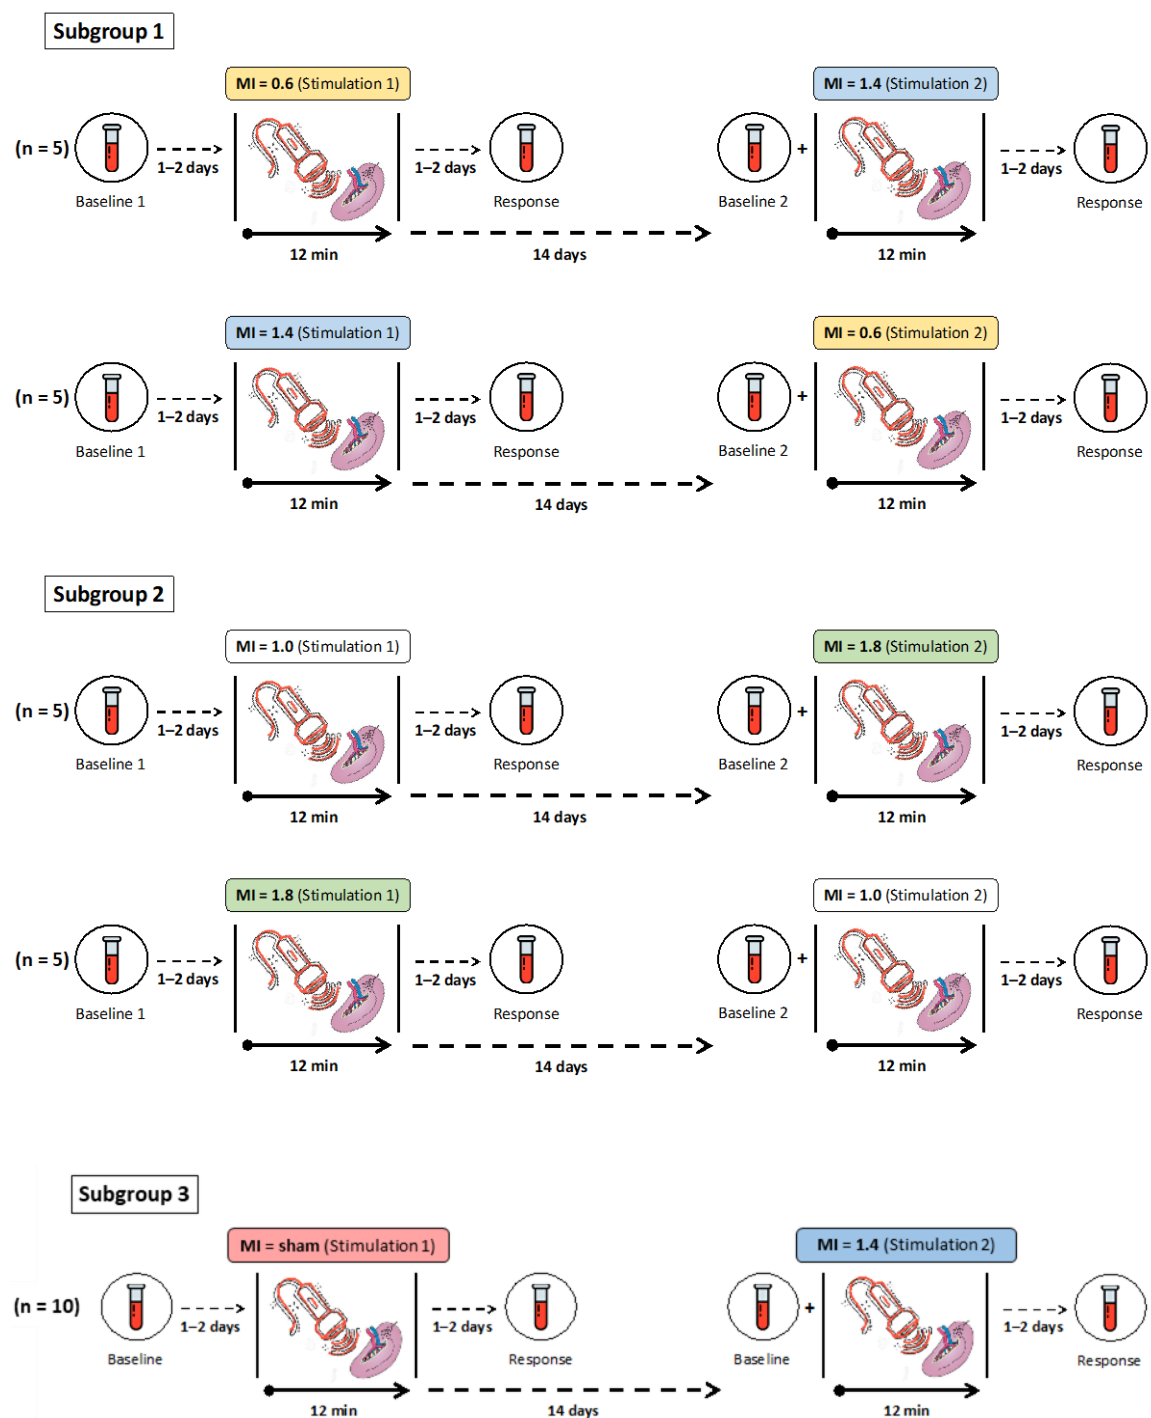 Subgroup 1
MI = 0.6 (Stimulation 1)
MI = 1.4 (Stimulation 2)
(n = 5)
1–2 days
1–2 days
+
1–2 days
Baseline 1
Response
Baseline 2
Response
12 min
14 days
12 min
MI = 1.4 (Stimulation 1)
MI = 0.6 (Stimulation 2)
(n = 5)
1–2 days
1–2 days
+
1–2 days
Baseline 1
Response
Baseline 2
Response
12 min
14 days
12 min
Subgroup 2
MI = 1.0 (Stimulation 1)
MI = 1.8 (Stimulation 2)
(n = 5)
1–2 days
1–2 days
+
1–2 days
Baseline 1
Response
Baseline 2
Response
12 min
14 days
12 min
MI = 1.8 (Stimulation 1)
MI = 1.0 (Stimulation 2)
(n = 5)
1–2 days
1–2 days
+
1–2 days
Baseline 1
Response
Baseline 2
Response
12 min
14 days
12 min
Subgroup 3
MI = sham (Stimulation 1)
MI = 1.4 (Stimulation 2)
(n = 10)
1–2 days
1–2 days
+
1–2 days
Baseline
Response
Baseline
Response
12 min
14 days
12 min